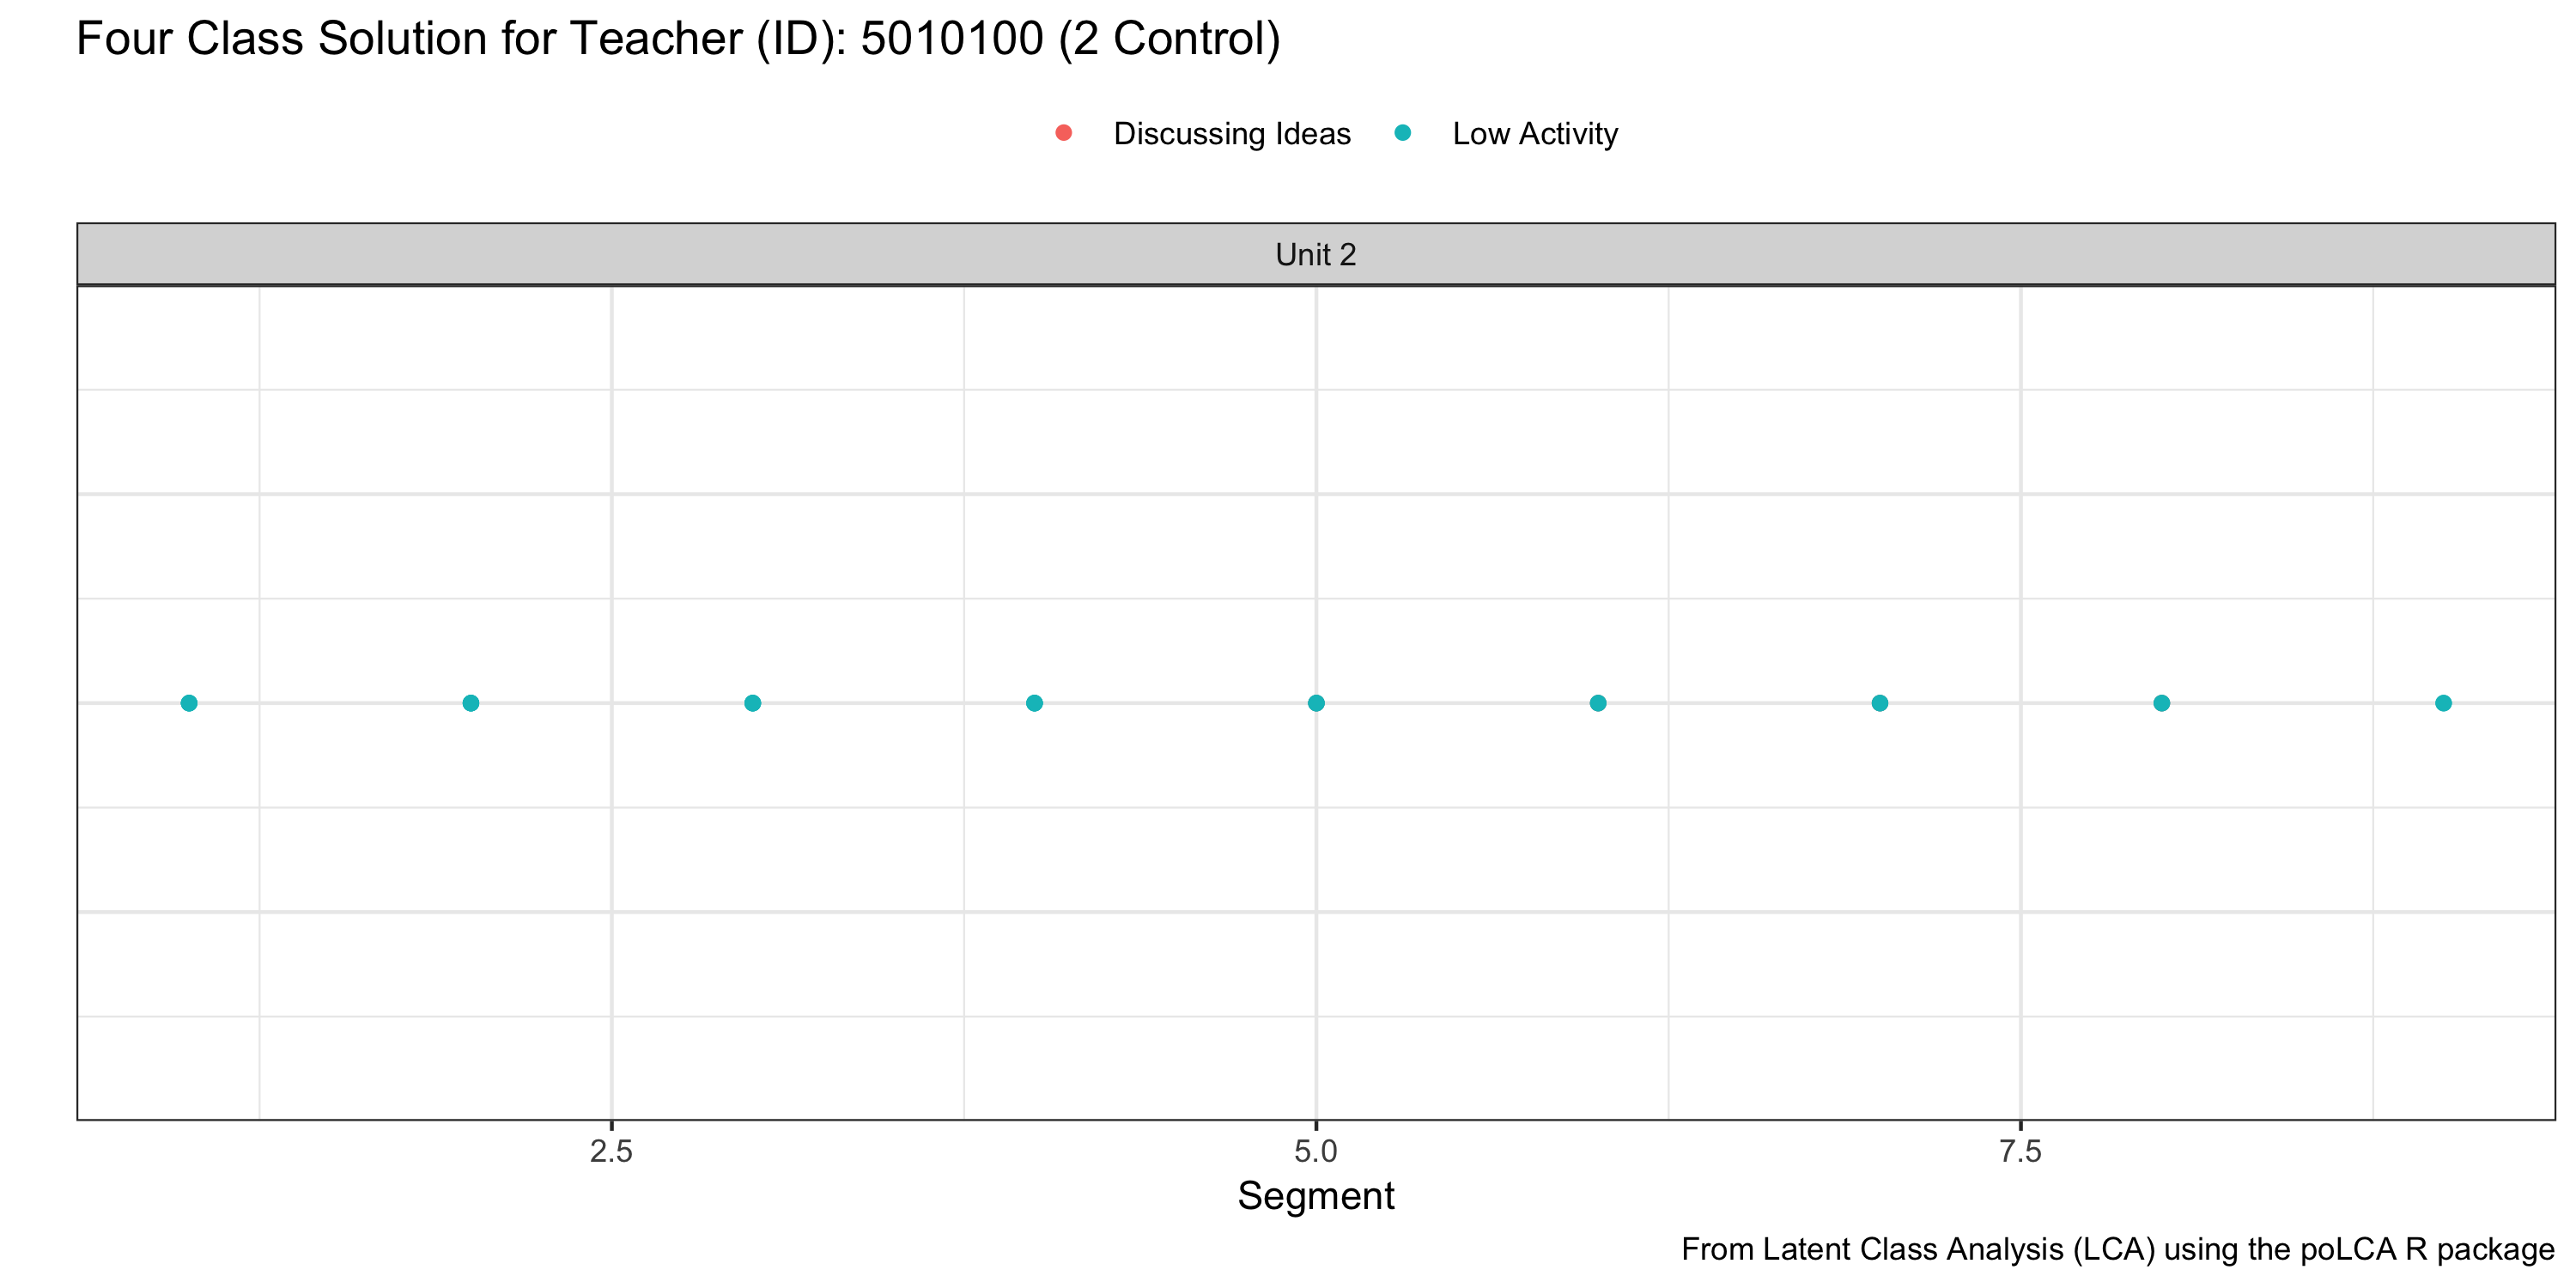 Four Class Solution for Teacher (ID): 5010100 (2 Control)
Discussing Ideas Low Activity
Unit 2
2.5 5.0 7.5
Segment
From Latent Class Analysis (LCA) using the poLCA R package